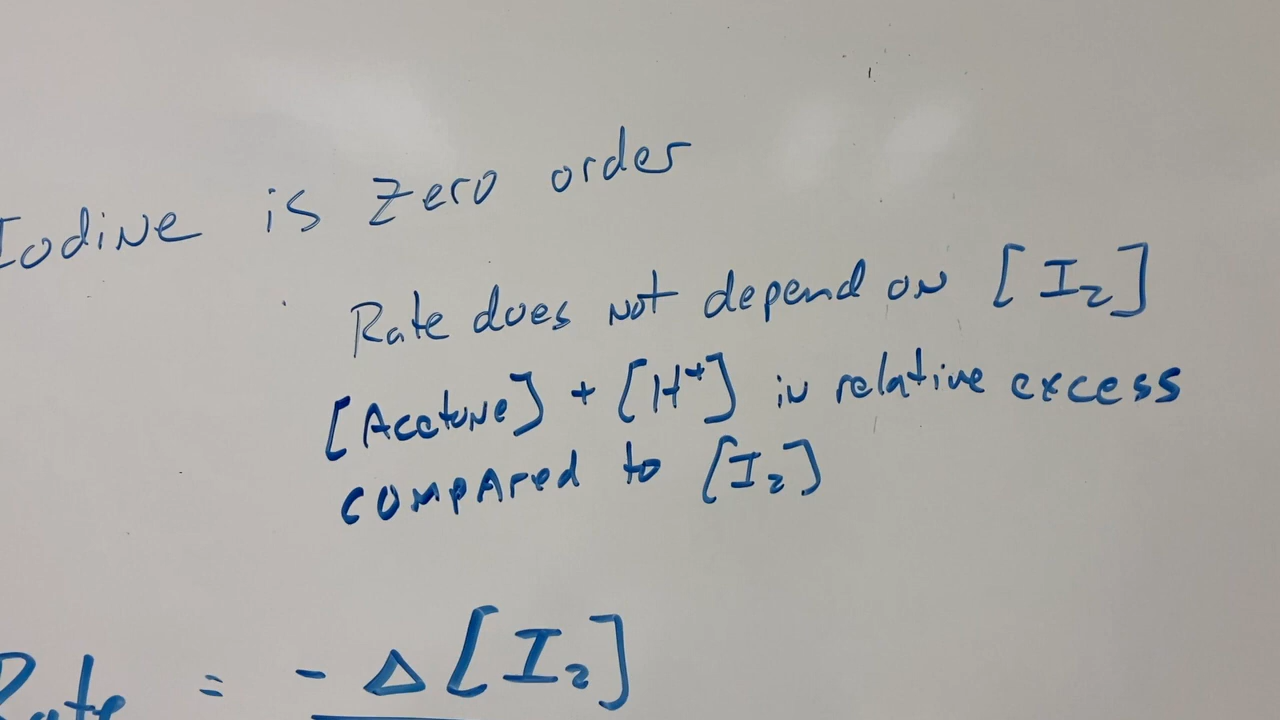 Iodine is zero order
Rate does not depend on [I₂]
[Acetone] + [H⁺] in relative excess
compared to [I₂]
Rate = - Δ[I₂]